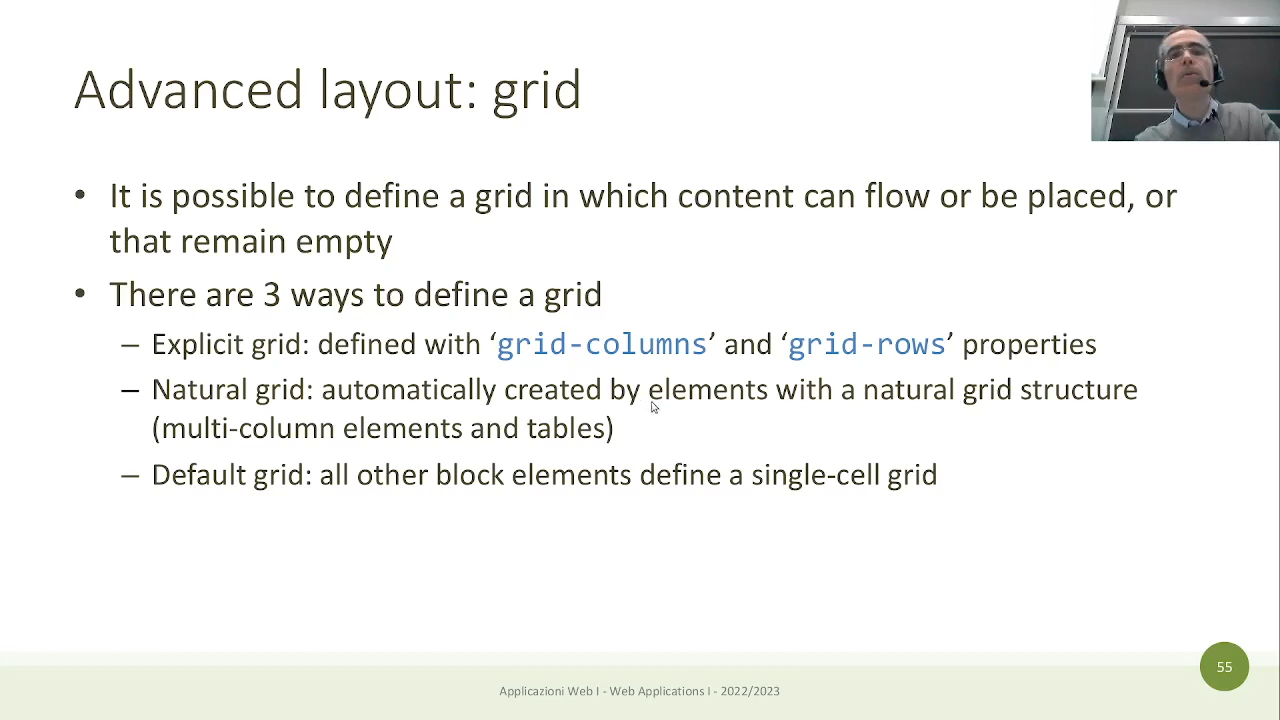 Advanced layout: grid
• It is possible to define a grid in which content can flow or be placed, or
that remain empty
• There are 3 ways to define a grid
– Explicit grid: defined with ‘grid-columns’ and ‘grid-rows’ properties
– Natural grid: automatically created by elements with a natural grid structure
(multi-column elements and tables)
– Default grid: all other block elements define a single-cell grid
55
Applicazioni Web I - Web Applications I - 2022/2023